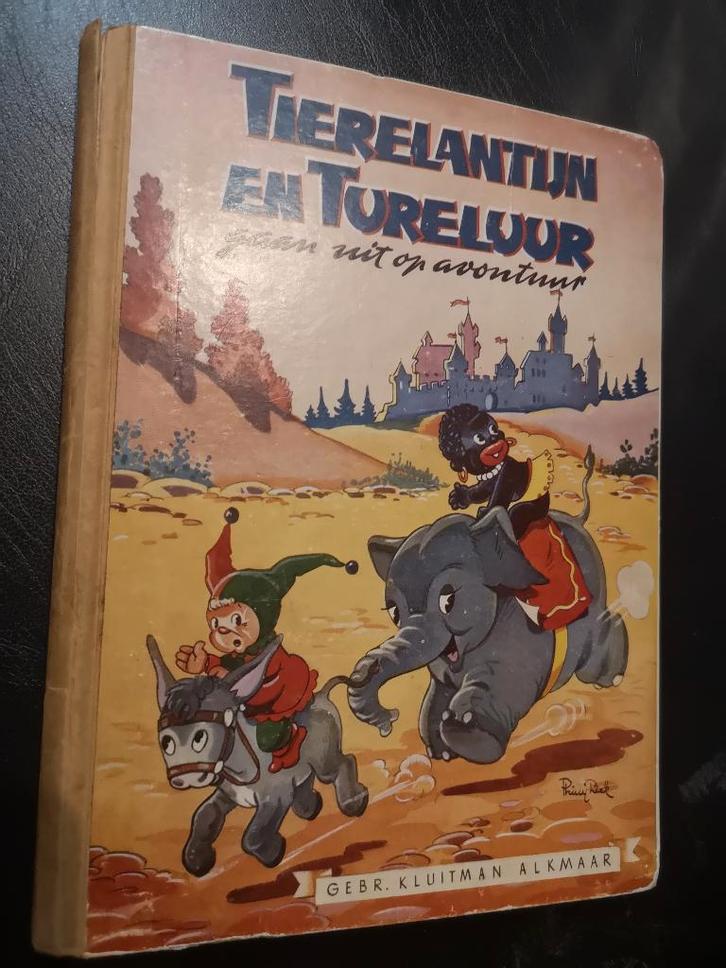 TIERELANTIJN
EN TURELUUR
gaan uit op avontuur
GEBR. KLUITMAN ALKMAAR